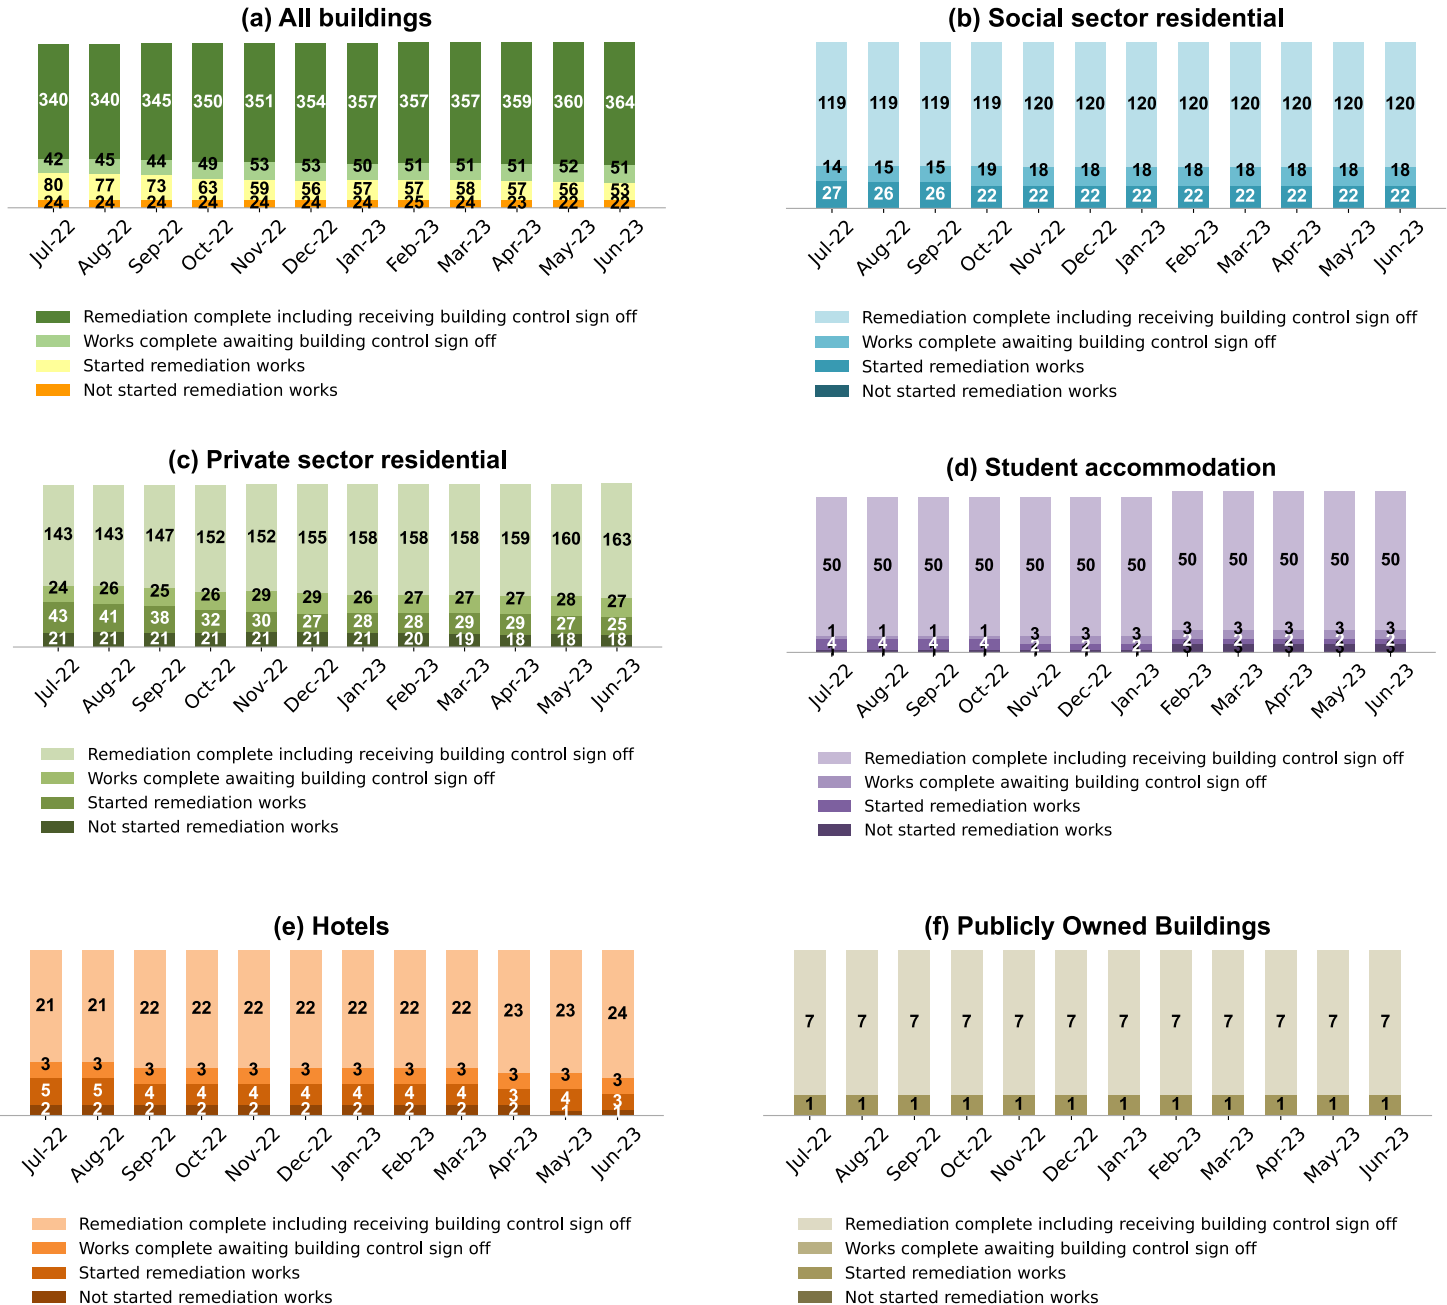 (a) All buildings
340 340 345 350 351 354 357 357 357 359 360 364
42 45 44 49 53 53 50 51 51 51 52 51
80 77 73 63 59 56 57 57 58 57 56 53
24 24 24 24 24 24 24 25 24 23 22 22
Jul-22 Aug-22 Sep-22 Oct-22 Nov-22 Dec-22 Jan-23 Feb-23 Mar-23 Apr-23 May-23 Jun-23
Remediation complete including receiving building control sign off
Works complete awaiting building control sign off
Started remediation works
Not started remediation works
(b) Social sector residential
119 119 119 119 120 120 120 120 120 120 120 120
14 15 15 19 18 18 18 18 18 18 18 18
27 26 26 22 22 22 22 22 22 22 22 22
Jul-22 Aug-22 Sep-22 Oct-22 Nov-22 Dec-22 Jan-23 Feb-23 Mar-23 Apr-23 May-23 Jun-23
Remediation complete including receiving building control sign off
Works complete awaiting building control sign off
Started remediation works
Not started remediation works
(c) Private sector residential
143 143 147 152 152 155 158 158 158 159 160 163
24 26 25 26 29 29 26 27 27 27 28 27
43 41 38 32 30 27 28 28 29 29 27 25
21 21 21 21 21 21 21 20 19 18 18 18
Jul-22 Aug-22 Sep-22 Oct-22 Nov-22 Dec-22 Jan-23 Feb-23 Mar-23 Apr-23 May-23 Jun-23
Remediation complete including receiving building control sign off
Works complete awaiting building control sign off
Started remediation works
Not started remediation works
(d) Student accommodation
50 50 50 50 50 50 50 50 50 50 50 50
1 1 1 1 3 3 3 3 3 3 3 3
4 4 4 4 2 2 2 2 2 2 2 2
3 3 3 3 3
Jul-22 Aug-22 Sep-22 Oct-22 Nov-22 Dec-22 Jan-23 Feb-23 Mar-23 Apr-23 May-23 Jun-23
Remediation complete including receiving building control sign off
Works complete awaiting building control sign off
Started remediation works
Not started remediation works
(e) Hotels
21 21 22 22 22 22 22 22 22 23 23 24
3 3 3 3 3 3 3 3 3 3 3 3
5 5 4 4 4 4 4 4 4 3 4 3
2 2 2 2 2 2 2 2 2 2 1 1
Jul-22 Aug-22 Sep-22 Oct-22 Nov-22 Dec-22 Jan-23 Feb-23 Mar-23 Apr-23 May-23 Jun-23
Remediation complete including receiving building control sign off
Works complete awaiting building control sign off
Started remediation works
Not started remediation works
(f) Publicly Owned Buildings
7 7 7 7 7 7 7 7 7 7 7 7
1 1 1 1 1 1 1 1 1 1 1 1
Jul-22 Aug-22 Sep-22 Oct-22 Nov-22 Dec-22 Jan-23 Feb-23 Mar-23 Apr-23 May-23 Jun-23
Remediation complete including receiving building control sign off
Works complete awaiting building control sign off
Started remediation works
Not started remediation works